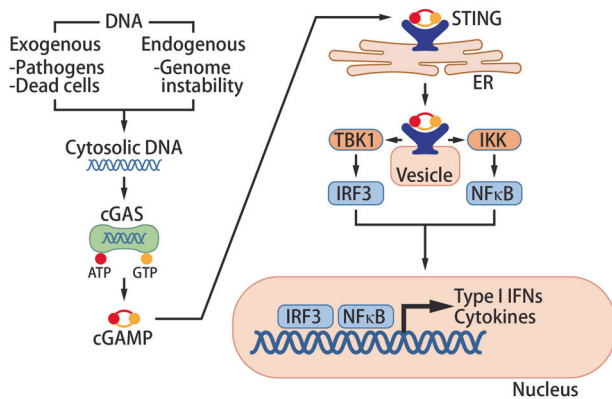 DNA
Exogenous
-Pathogens
-Dead cells
Endogenous
-Genome
instability
Cytosolic DNA
cGAS
ATP
GTP
cGAMP
STING
ER
TBK1
IKK
Vesicle
IRF3
NFκB
IRF3
NFκB
Type I IFNs
Cytokines
Nucleus